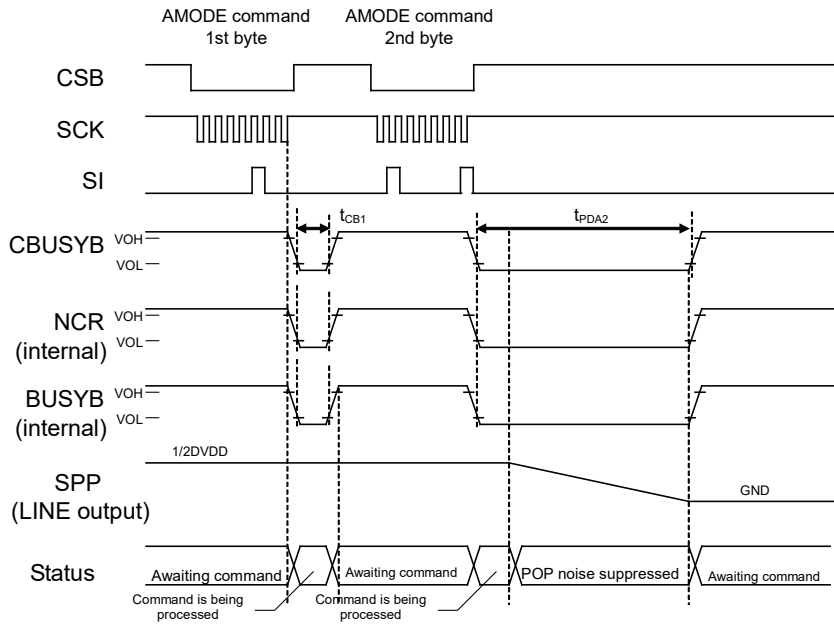 AMODE command
1st byte
AMODE command
2nd byte
CSB
SCK
SI
tCB1
tPDA2
CBUSYB
VOH
VOL
NCR
(internal)
VOH
VOL
BUSYB
(internal)
VOH
VOL
1/2DVDD
SPP
(LINE output)
GND
Status
Awaiting command
Awaiting command
POP noise suppressed
Awaiting command
Command is being
processed
Command is being
processed